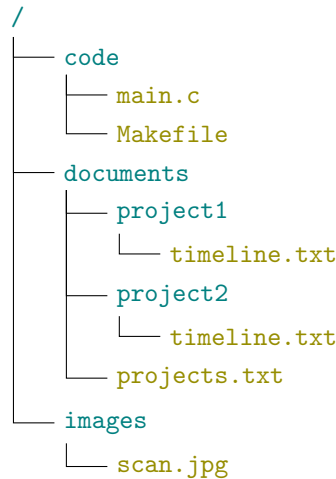 /
code
main.c
Makefile
documents
project1
timeline.txt
project2
timeline.txt
projects.txt
images
scan.jpg